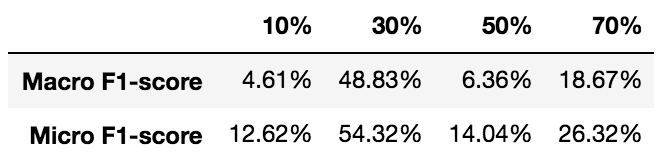 10% 30% 50% 70%
Macro F1-score 4.61% 48.83% 6.36% 18.67%
Micro F1-score 12.62% 54.32% 14.04% 26.32%